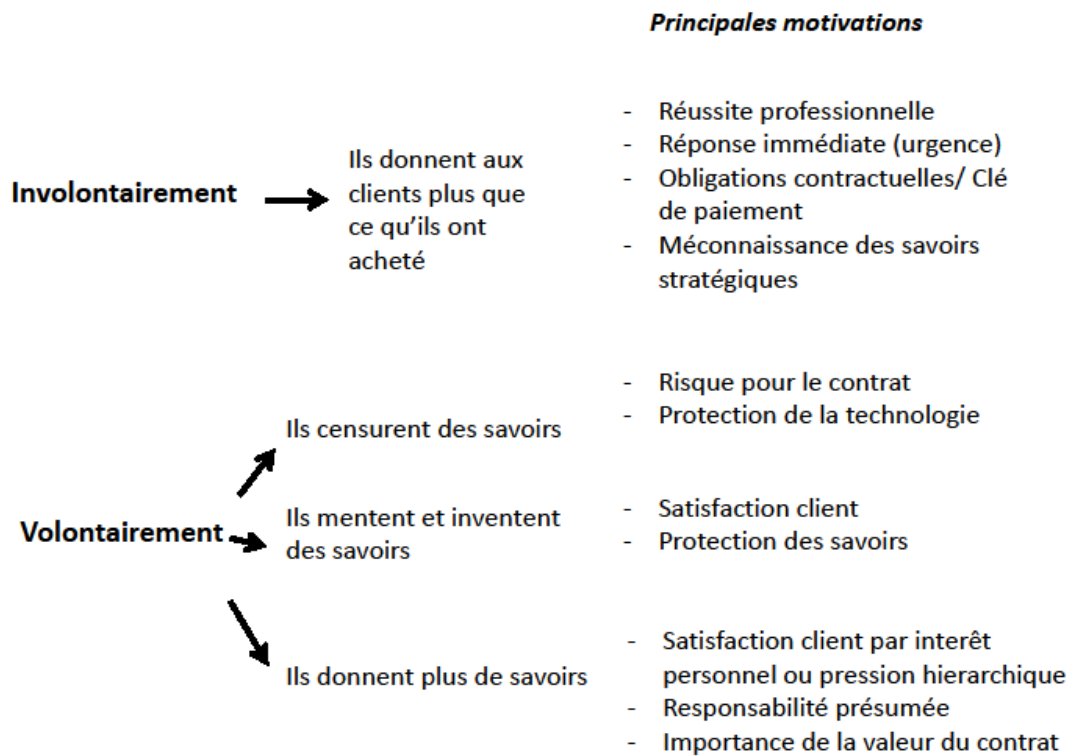 Principales motivations
Involontairement
Ils donnent aux
clients plus que
ce qu'ils ont
acheté
- Réussite professionnelle
- Réponse immédiate (urgence)
- Obligations contractuelles/ Clé
de paiement
- Méconnaissance des savoirs
stratégiques
Volontairement
Ils censurent des savoirs
- Risque pour le contrat
- Protection de la technologie
Ils mentent et inventent
des savoirs
- Satisfaction client
- Protection des savoirs
Ils donnent plus de savoirs
- Satisfaction client par interêt
personnel ou pression hierarchique
- Responsabilité présumée
- Importance de la valeur du contrat